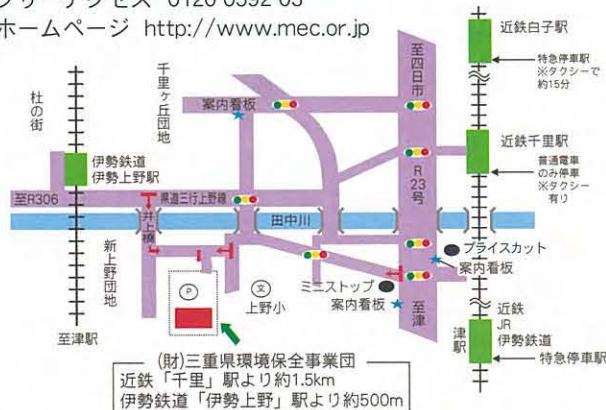 ホームページ http://www.mec.or.jp
近鉄白子駅
特急停車駅
※タクシーで
約15分
至四日市
千里ヶ丘団地
案内看板
杜の街
伊勢鉄道
伊勢上野駅
近鉄千里駅
普通電車
のみ停車
※タクシー
有り
R23号
至R306
県道三行上野線
井上橋
田中川
新上野団地
プライスカット
案内看板
P
文
上野小
ミニストップ
案内看板
至津
至津駅
津駅
近鉄
JR
伊勢鉄道
特急停車駅
(財)三重県環境保全事業団
近鉄「千里」駅より約1.5km
伊勢鉄道「伊勢上野」駅より約500m